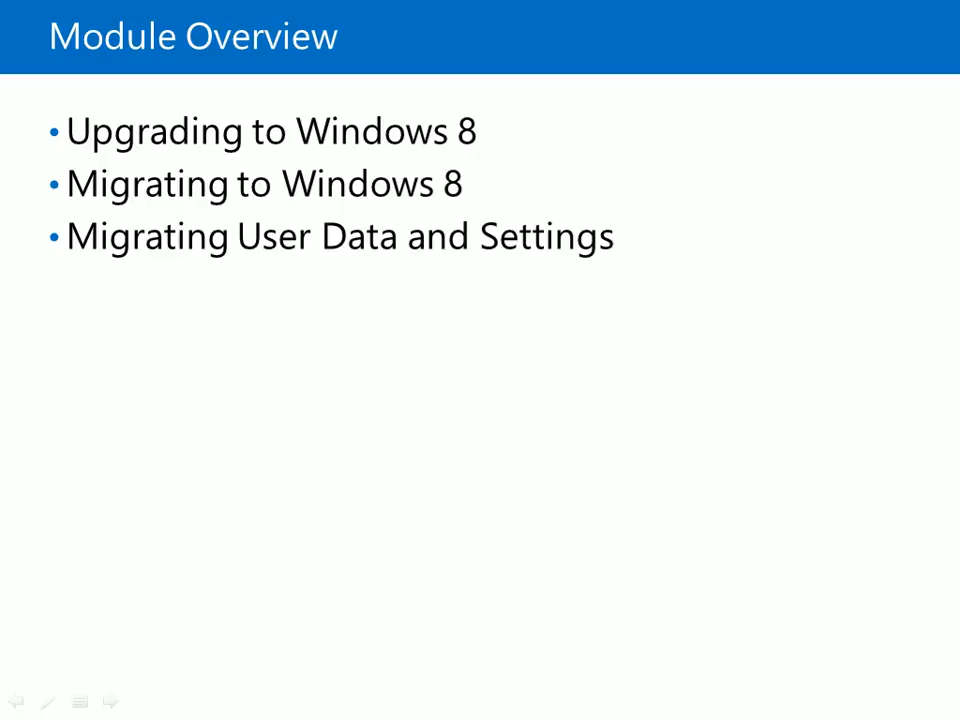 Module Overview
• Upgrading to Windows 8
• Migrating to Windows 8
• Migrating User Data and Settings